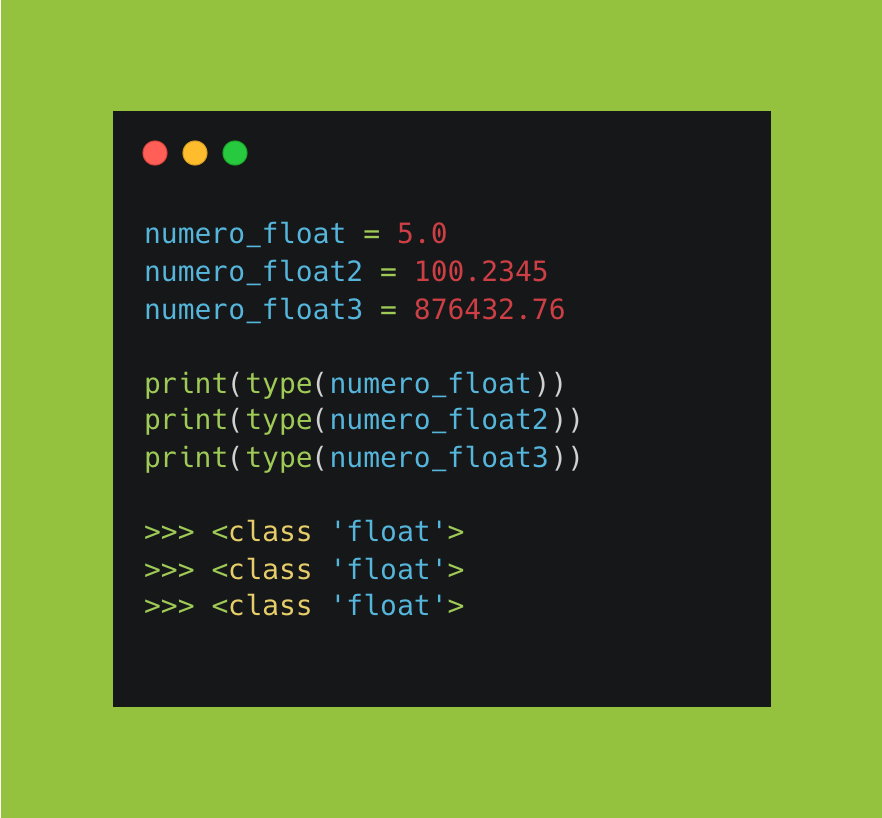 numero_float = 5.0
numero_float2 = 100.2345
numero_float3 = 876432.76
print(type(numero_float))
print(type(numero_float2))
print(type(numero_float3))
>>> <class 'float'>
>>> <class 'float'>
>>> <class 'float'>